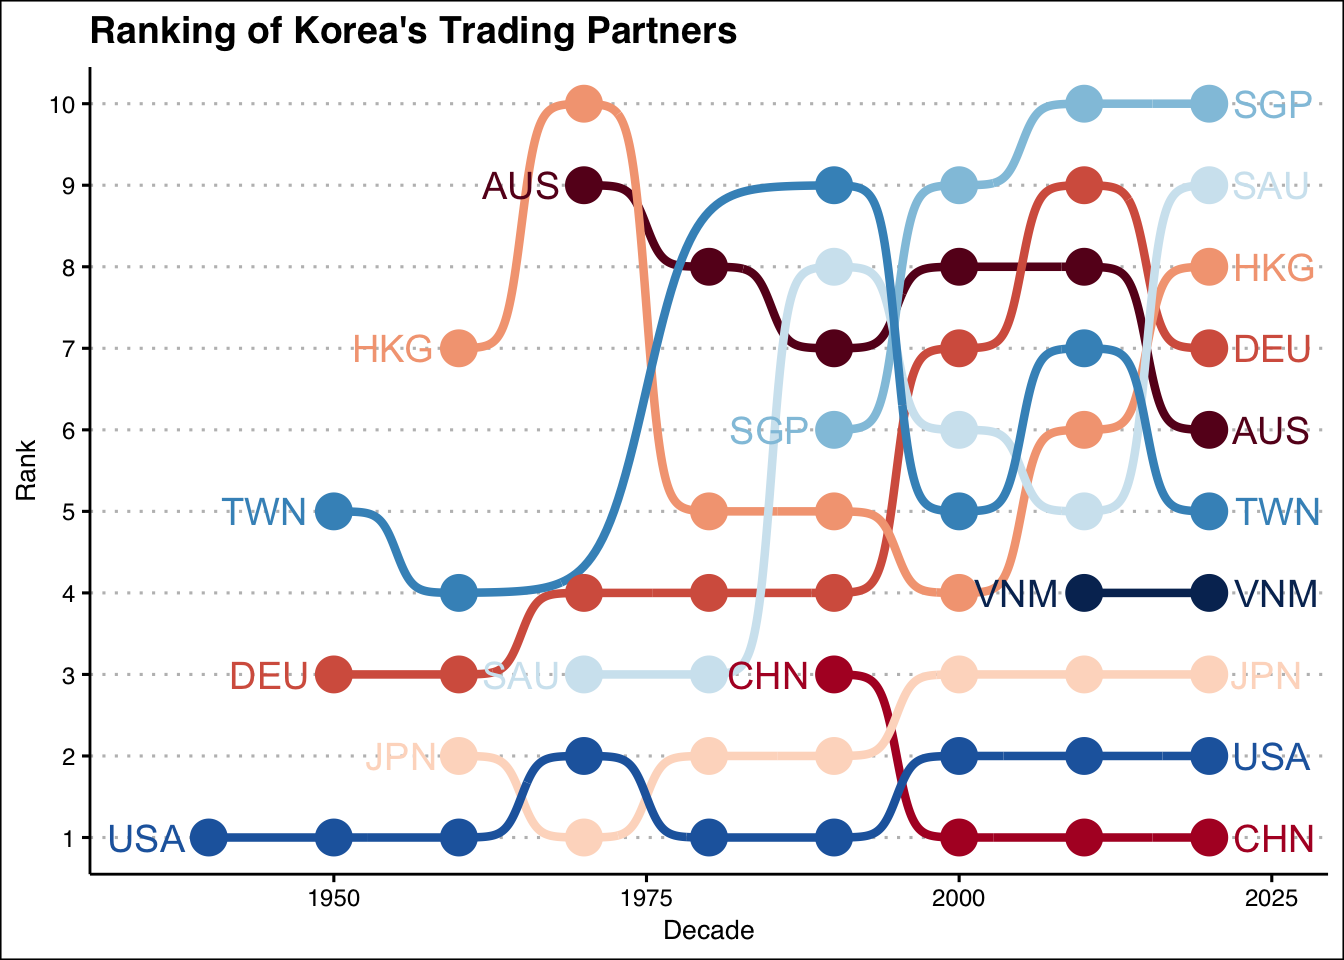 Ranking of Korea's Trading Partners
10
9
8
7
6
5
4
3
2
1
Rank
AUS
HKG
SGP
TWN
VNM
DEU
SAU
CHN
JPN
USA
SGP
SAU
HKG
DEU
AUS
TWN
VNM
JPN
USA
CHN
1950
1975
2000
2025
Decade